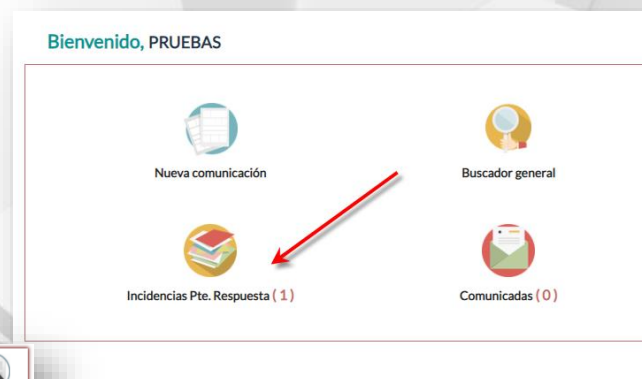 Bienvenido, PRUEBAS
Nueva comunicación
Buscador general
Incidencias Pte. Respuesta ( 1 )
Comunicadas ( 0 )